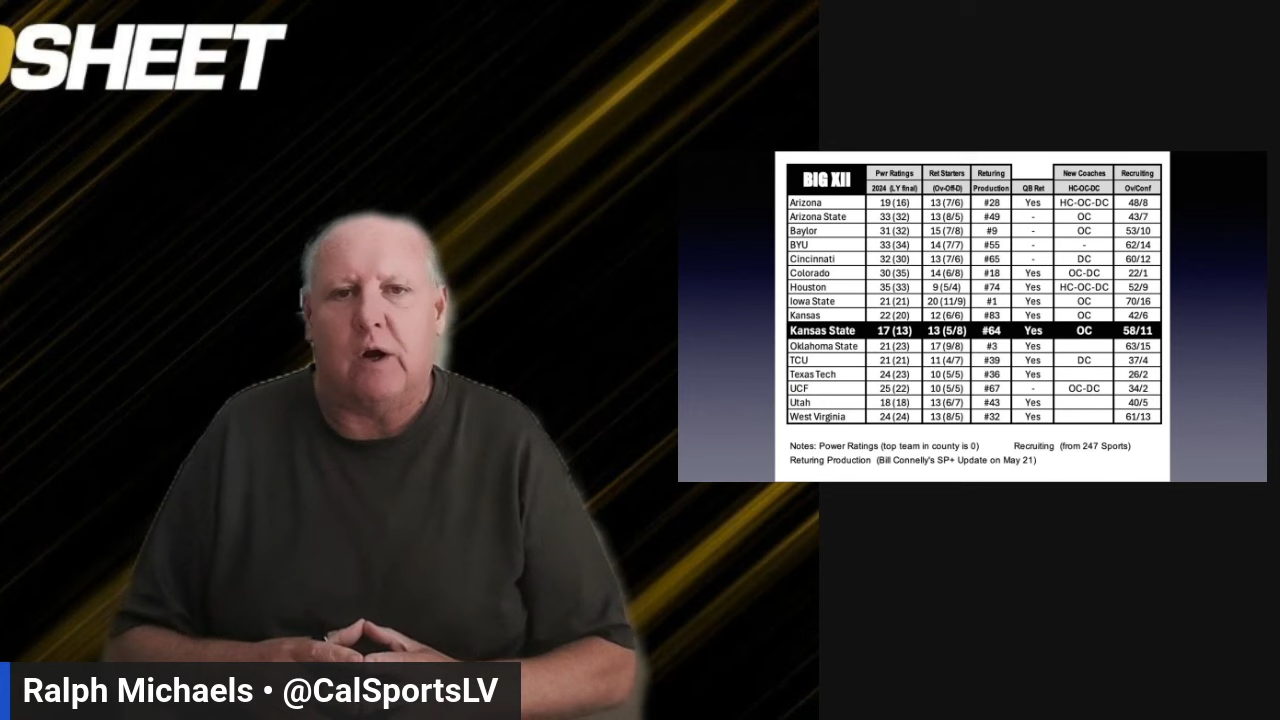 SHEET
BIG XII Pwr Ratings Ret Starters Returing New Coaches Recruiting
2024 (LY final) (Ov-Off-D) Production QB Ret HC-OC-DC Ov/Conf
Arizona 19 (16) 13 (7/6) #28 Yes HC-OC-DC 48/8
Arizona State 33 (32) 13 (8/5) #49 - OC 43/7
Baylor 31 (32) 15 (7/8) #9 - OC 53/10
BYU 33 (34) 14 (7/7) #55 - - 62/14
Cincinnati 32 (30) 13 (7/6) #65 - DC 60/12
Colorado 30 (35) 14 (6/8) #18 Yes OC-DC 22/1
Houston 35 (33) 9 (5/4) #74 Yes HC-OC-DC 52/9
Iowa State 21 (21) 20 (11/9) #1 Yes OC 70/16
Kansas 22 (20) 12 (6/6) #83 Yes OC 42/6
Kansas State 17 (13) 13 (5/8) #64 Yes OC 58/11
Oklahoma State 21 (23) 17 (9/8) #3 Yes 63/15
TCU 21 (21) 11 (4/7) #39 Yes DC 37/4
Texas Tech 24 (23) 10 (5/5) #36 Yes 26/2
UCF 25 (22) 10 (5/5) #67 - OC-DC 34/2
Utah 18 (18) 13 (6/7) #43 Yes 40/5
West Virginia 24 (24) 13 (8/5) #32 Yes 61/13
Notes: Power Ratings (top team in county is 0) Recruiting (from 247 Sports)
Returing Production (Bill Connelly's SP+ Update on May 21)
Ralph Michaels • @CalSportsLV